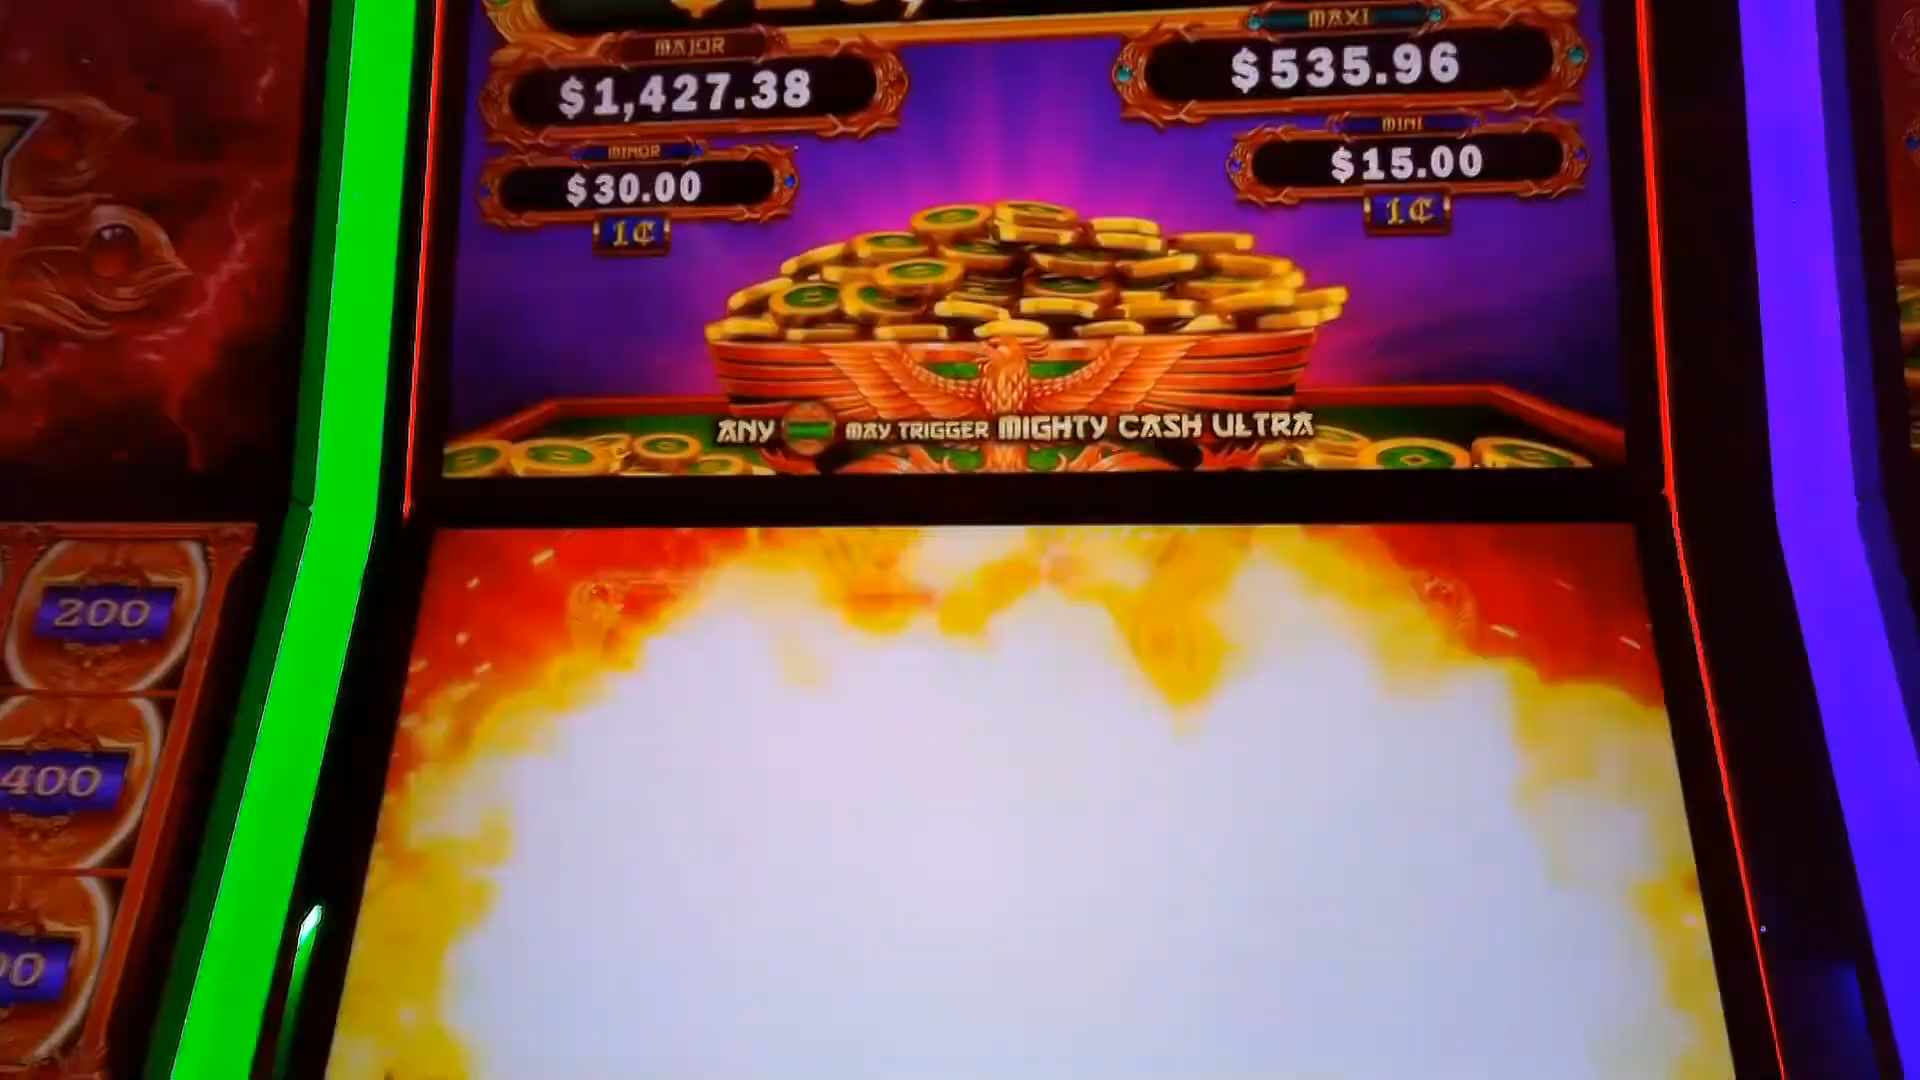 MAJOR
$1,427.38
MINOR
$30.00
1¢
MAXI
$535.96
MINI
$15.00
1¢
ANY MAY TRIGGER MIGHTY CASH ULTRA
200
400